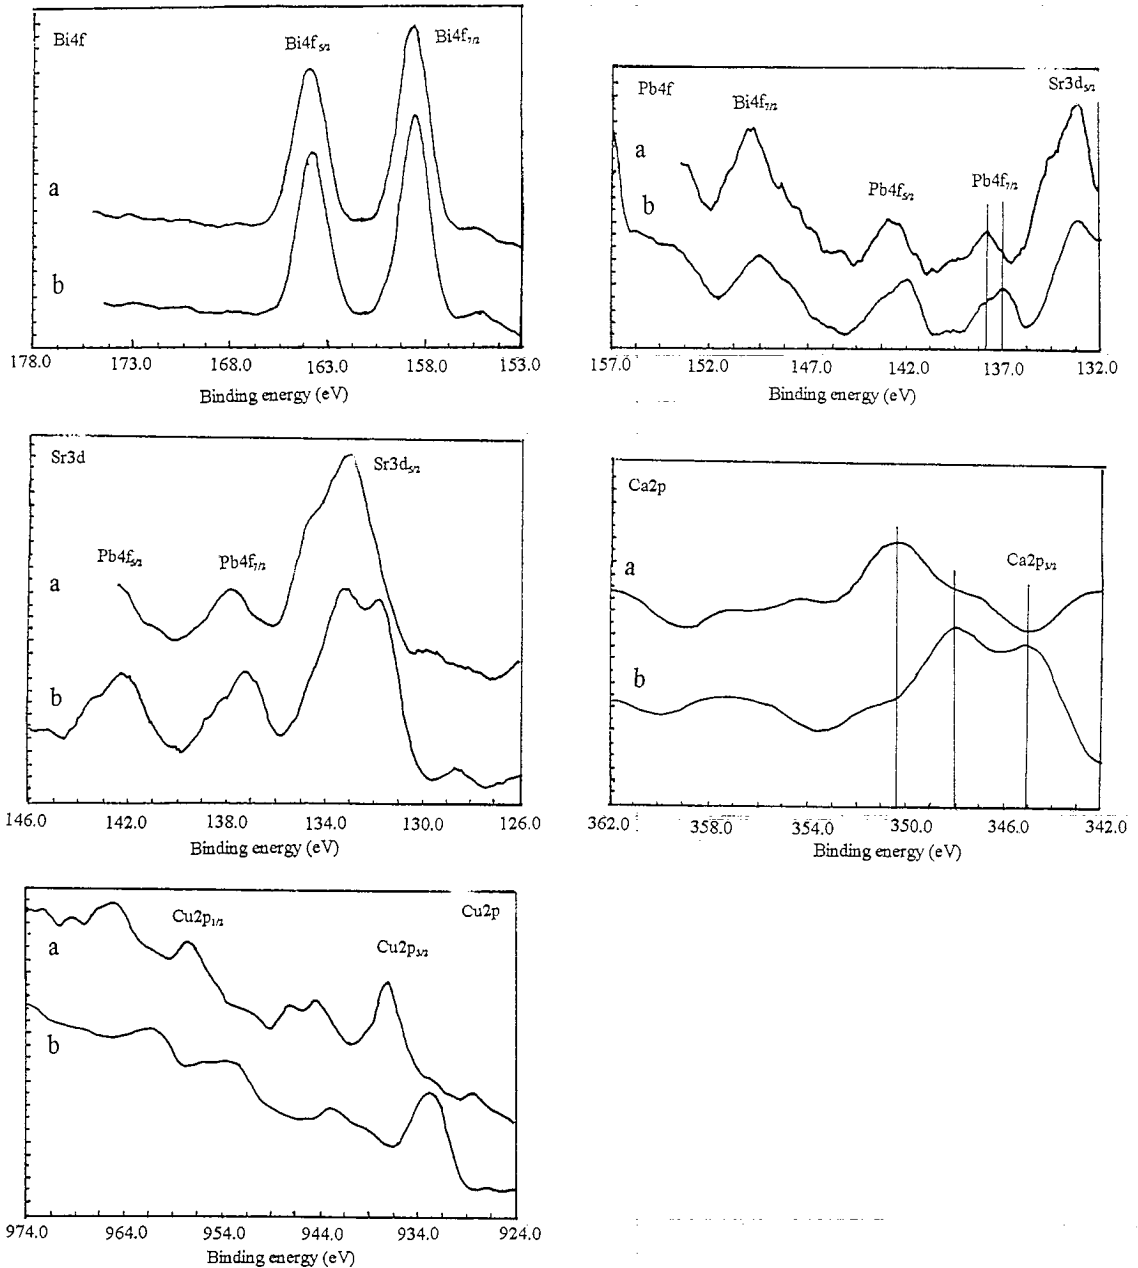 Bi4f
Bi4f5/2
Bi4f7/2
a
b
178.0 173.0 168.0 163.0 158.0 153.0
Binding energy (eV)
Pb4f
Bi4f7/2
Sr3d5/2
a
Pb4f5/2
Pb4f7/2
b
157.0 152.0 147.0 142.0 137.0 132.0
Binding energy (eV)
Sr3d
Sr3d5/2
Pb4f5/2
Pb4f7/2
a
b
146.0 142.0 138.0 134.0 130.0 126.0
Binding energy (eV)
Ca2p
a
Ca2p3/2
b
362.0 358.0 354.0 350.0 346.0 342.0
Binding energy (eV)
Cu2p1/2
Cu2p
a
Cu2p3/2
b
974.0 964.0 954.0 944.0 934.0 924.0
Binding energy (eV)